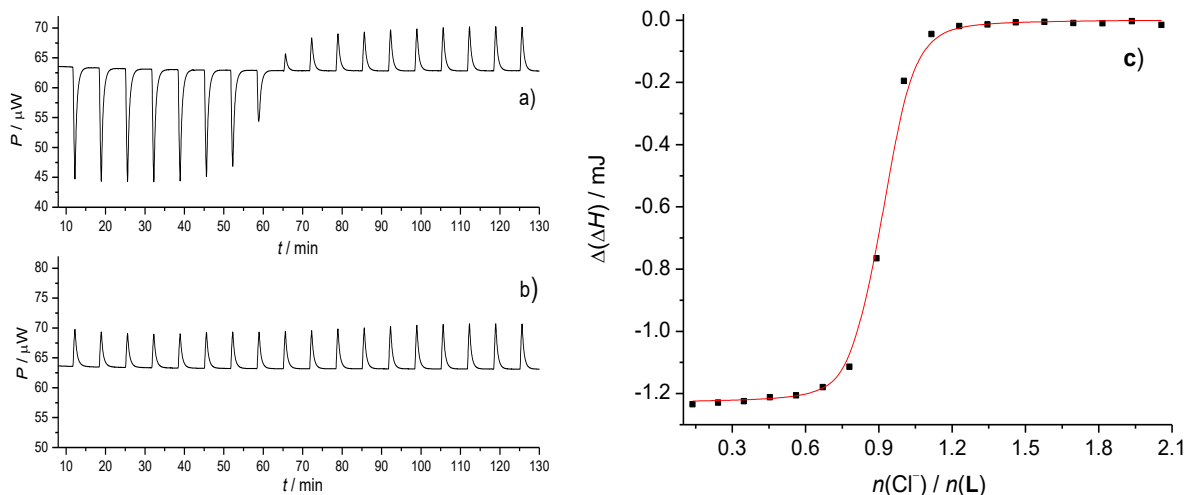 70
65
60
55
50
45
40
P / μW
a)
10 20 30 40 50 60 70 80 90 100 110 120 130
t / min
80
75
70
65
60
55
50
P / μW
b)
10 20 30 40 50 60 70 80 90 100 110 120 130
t / min
0.0
-0.2
-0.4
-0.6
-0.8
-1.0
-1.2
Δ(ΔH) / mJ
c)
0.3 0.6 0.9 1.2 1.5 1.8 2.1
n(Cl⁻) / n(L)